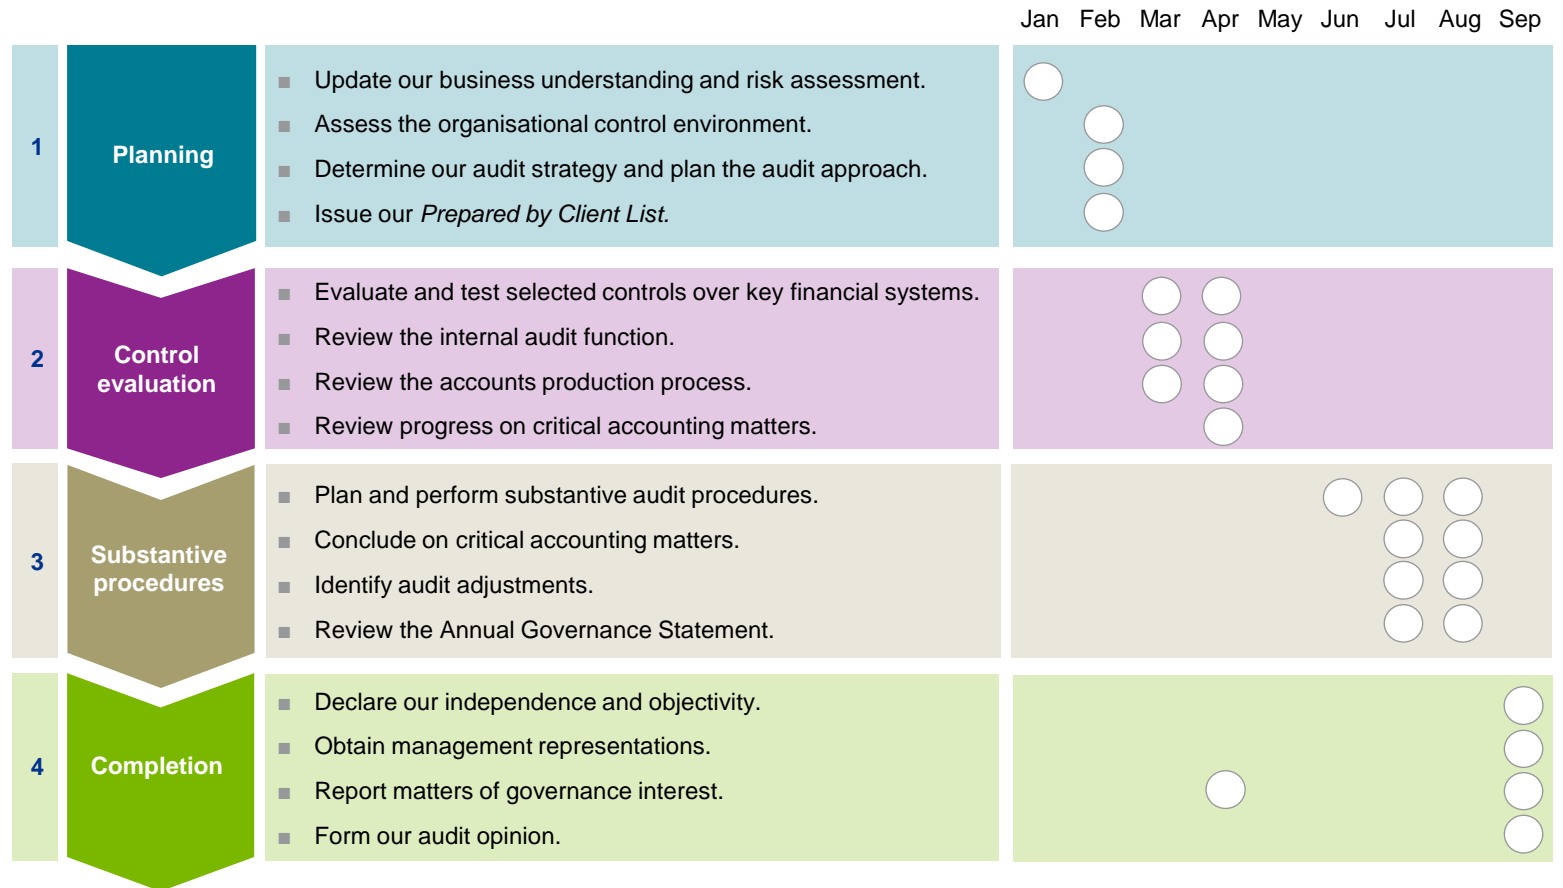 Jan Feb Mar Apr May Jun Jul Aug Sep
1
Planning
■ Update our business understanding and risk assessment.
■ Assess the organisational control environment.
■ Determine our audit strategy and plan the audit approach.
■ Issue our Prepared by Client List.
2
Control
evaluation
■ Evaluate and test selected controls over key financial systems.
■ Review the internal audit function.
■ Review the accounts production process.
■ Review progress on critical accounting matters.
3
Substantive
procedures
■ Plan and perform substantive audit procedures.
■ Conclude on critical accounting matters.
■ Identify audit adjustments.
■ Review the Annual Governance Statement.
4
Completion
■ Declare our independence and objectivity.
■ Obtain management representations.
■ Report matters of governance interest.
■ Form our audit opinion.